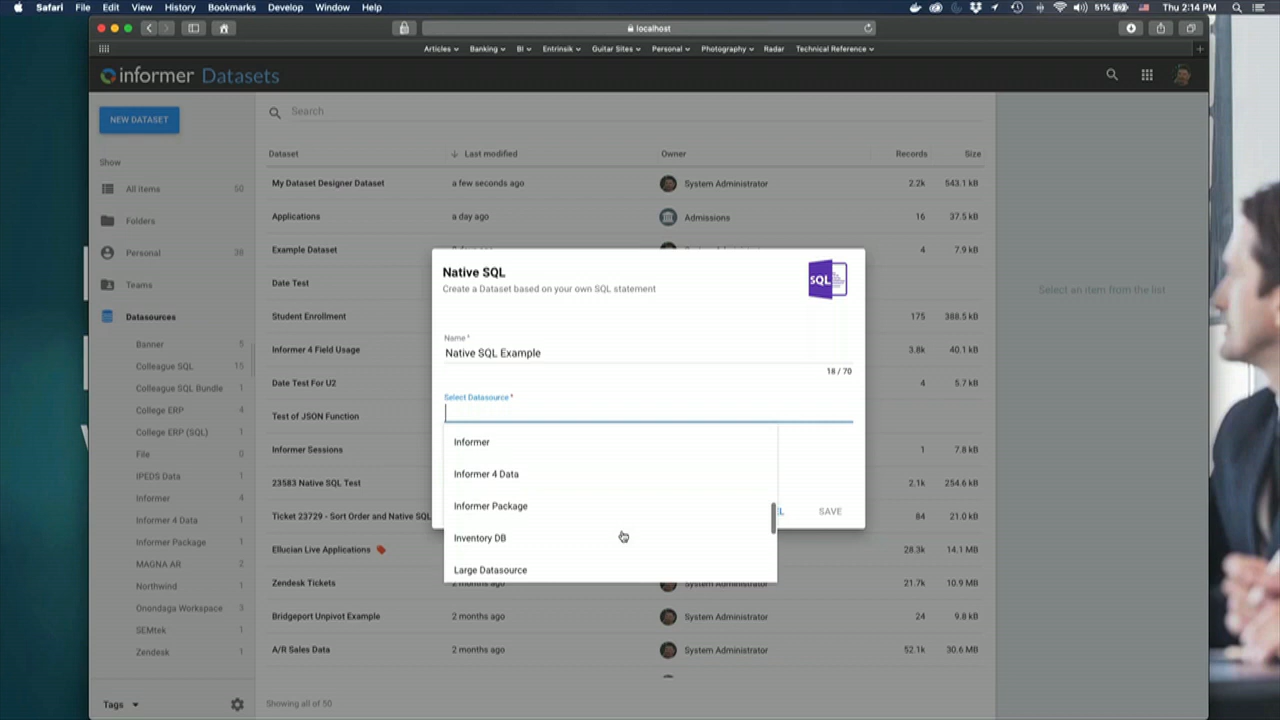 Safari File Edit View History Bookmarks Develop Window Help 51% Thu 2:14 PM
localhost
Articles Banking BI Entrinsik Guitar Sites Personal Photography Radar Technical Reference
informer Datasets
NEW DATASET
Search
Show
Dataset Last modified Owner Records Size
All items 50
My Dataset Designer Dataset a few seconds ago System Administrator 2.2k 543.1 kB
Folders
Applications a day ago Admissions 16 37.5 kB
Personal 38
Example Dataset 4 7.9 kB
Teams
Date Test
Datasources
Student Enrollment 175 388.5 kB
Banner 5
Informer 4 Field Usage 3.8k 40.1 kB
Colleague SQL 15
Colleague SQL Bundle 1
Date Test For U2 4 5.7 kB
College ERP 4
Test of JSON Function
College ERP (SQL) 1
File 0
Informer Sessions 1 7.8 kB
IPEDS Data 1
23583 Native SQL Test 2.1k 254.6 kB
Informer 4
Informer 4 Data 1
Ticket 23729 - Sort Order and Native SQL 84 21.0 kB
Informer Package 1
Ellucian Live Applications 28.3k 14.1 MB
MAGNA AR 2
Northwind 1
Zendesk Tickets 2 months ago System Administrator 21.7k 10.9 MB
Onondaga Workspace 3
Bridgeport Unpivot Example 2 months ago System Administrator 24 9.8 kB
SEMtek 1
Zendesk 1
A/R Sales Data 2 months ago System Administrator 52.1k 30.6 MB
Tags
Showing all of 50
Select an item from the list
Native SQL
SQL
Create a Dataset based on your own SQL statement
Name *
Native SQL Example
18 / 70
Select Datasource *
Informer
Informer 4 Data
Informer Package
Inventory DB
Large Datasource
SAVE